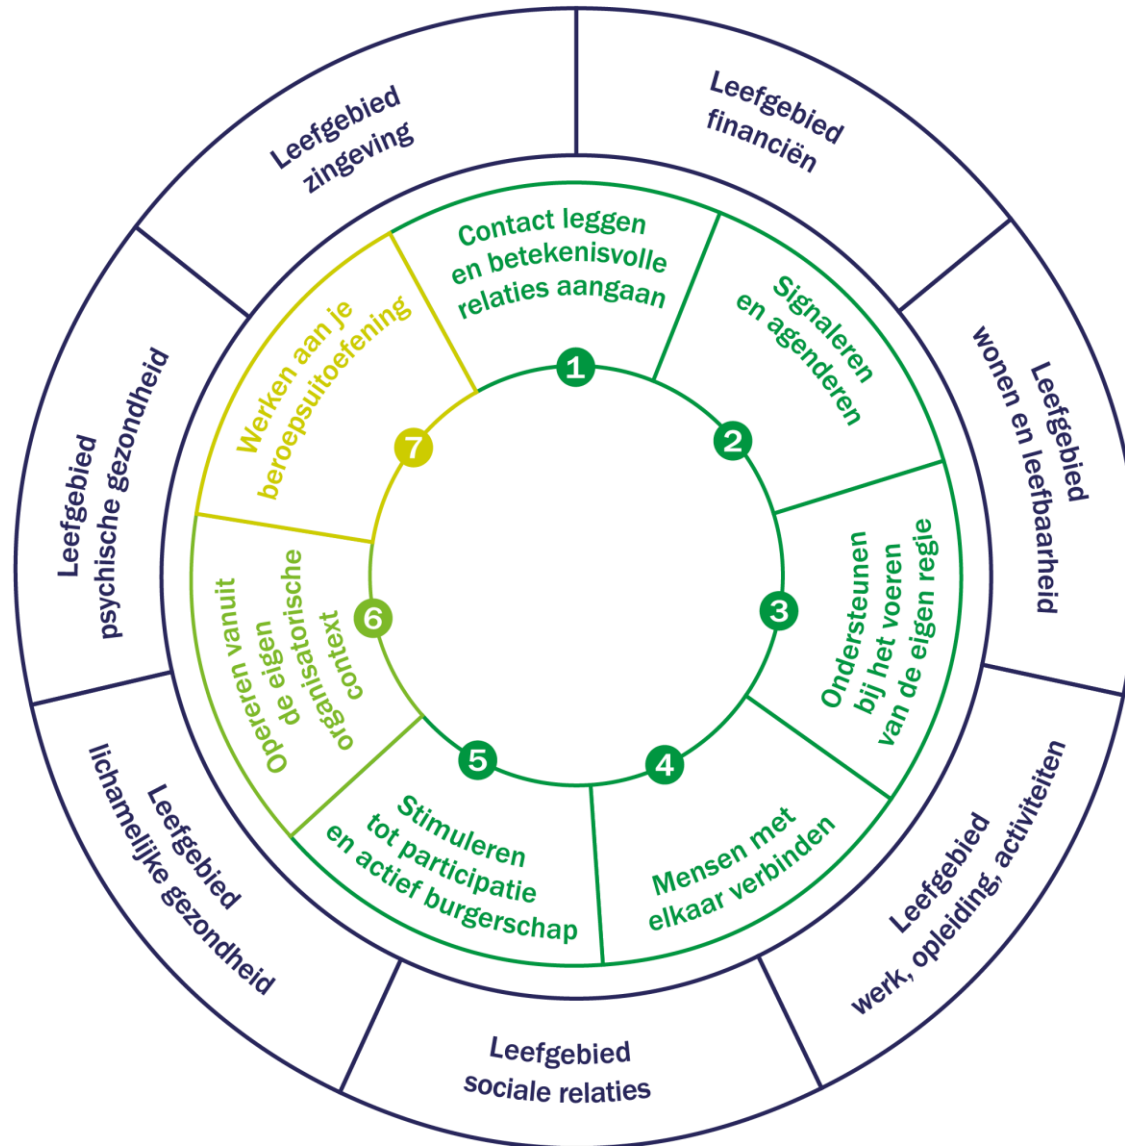 Leefgebied
financiën
Leefgebied
wonen en leefbaarheid
Leefgebied
werk, opleiding, activiteiten
Leefgebied
sociale relaties
Leefgebied
lichamelijke gezondheid
Leefgebied
psychische gezondheid
Leefgebied
zingeving
Contact leggen
en betekenisvolle
relaties aangaan
1
Signaleren
en agenderen
2
Ondersteunen
bij het voeren
van de eigen regie
3
Mensen met
elkaar verbinden
4
Stimuleren
tot participatie
en actief burgerschap
5
Opereren vanuit
de eigen
organisatorische
context
6
Werken aan je
beroepsuitoefening
7